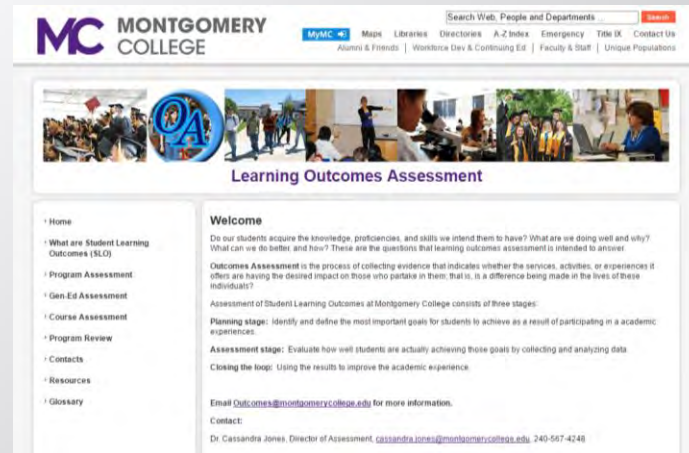 MC MONTGOMERY
COLLEGE
Search Web, People and Departments ...
Search
MyMC
Maps Libraries Directories A-Z Index Emergency Title IX Contact Us
Alumni & Friends | Workforce Dev & Continuing Ed | Faculty & Staff | Unique Populations
OA
Learning Outcomes Assessment
Home
What are Student Learning
Outcomes (SLO)
Program Assessment
Gen-Ed Assessment
Course Assessment
Program Review
Contacts
Resources
Glossary
Welcome
Do our students acquire the knowledge, proficiencies, and skills we intend them to have? What are we doing well and why?
What can we do better, and how? These are the questions that learning outcomes assessment is intended to answer.
Outcomes Assessment is the process of collecting evidence that indicates whether the services, activities, or experiences it
offers are having the desired impact on those who partake in them; that is, is a difference being made in the lives of these
individuals?
Assessment of Student Learning Outcomes at Montgomery College consists of three stages:
Planning stage: Identify and define the most important goals for students to achieve as a result of participating in a academic
experiences.
Assessment stage: Evaluate how well students are actually achieving those goals by collecting and analyzing data.
Closing the loop: Using the results to improve the academic experience.
Email Outcomes@montgomerycollege.edu for more information.
Contact:
Dr. Cassandra Jones, Director of Assessment, cassandra.jones@montgomerycollege.edu, 240-567-4248